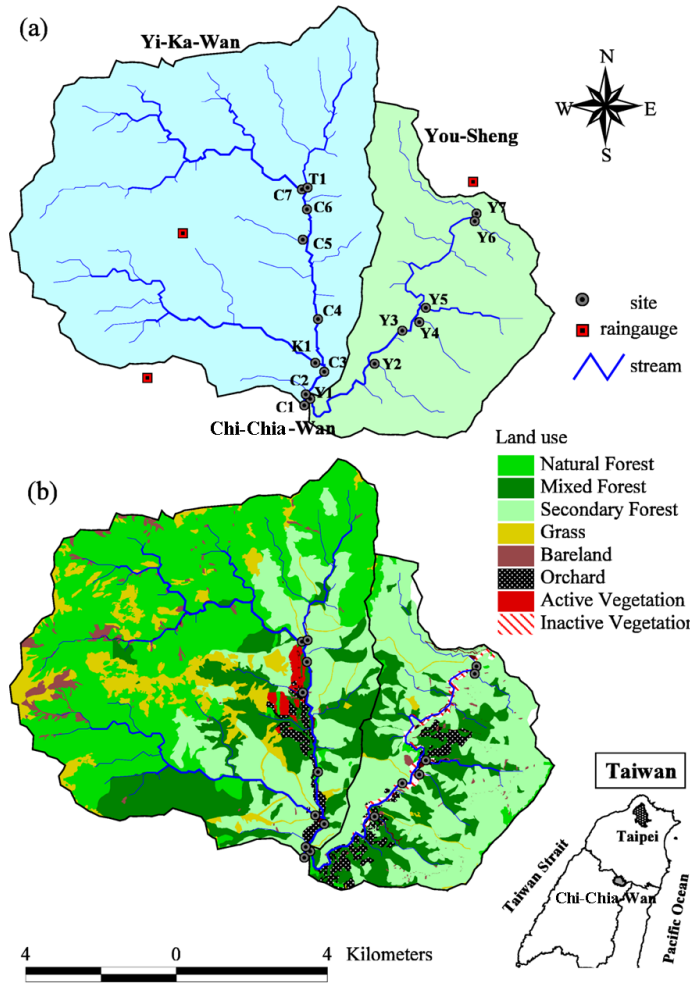 (a)
Yi-Ka-Wan
N
W
E
S
You-Sheng
T1
C7
C6
C5
C4
K1
C3
C2
Y1
C1
Y7
Y6
Y5
Y3
Y4
Y2
Chi-Chia-Wan
site
raingauge
stream
Land use
Natural Forest
Mixed Forest
Secondary Forest
Grass
Bareland
Orchard
Active Vegetation
Inactive Vegetation
(b)
Taiwan
Taipei
Taiwan Strait
Chi-Chia-Wan
Pacific Ocean
4 0 4 Kilometers